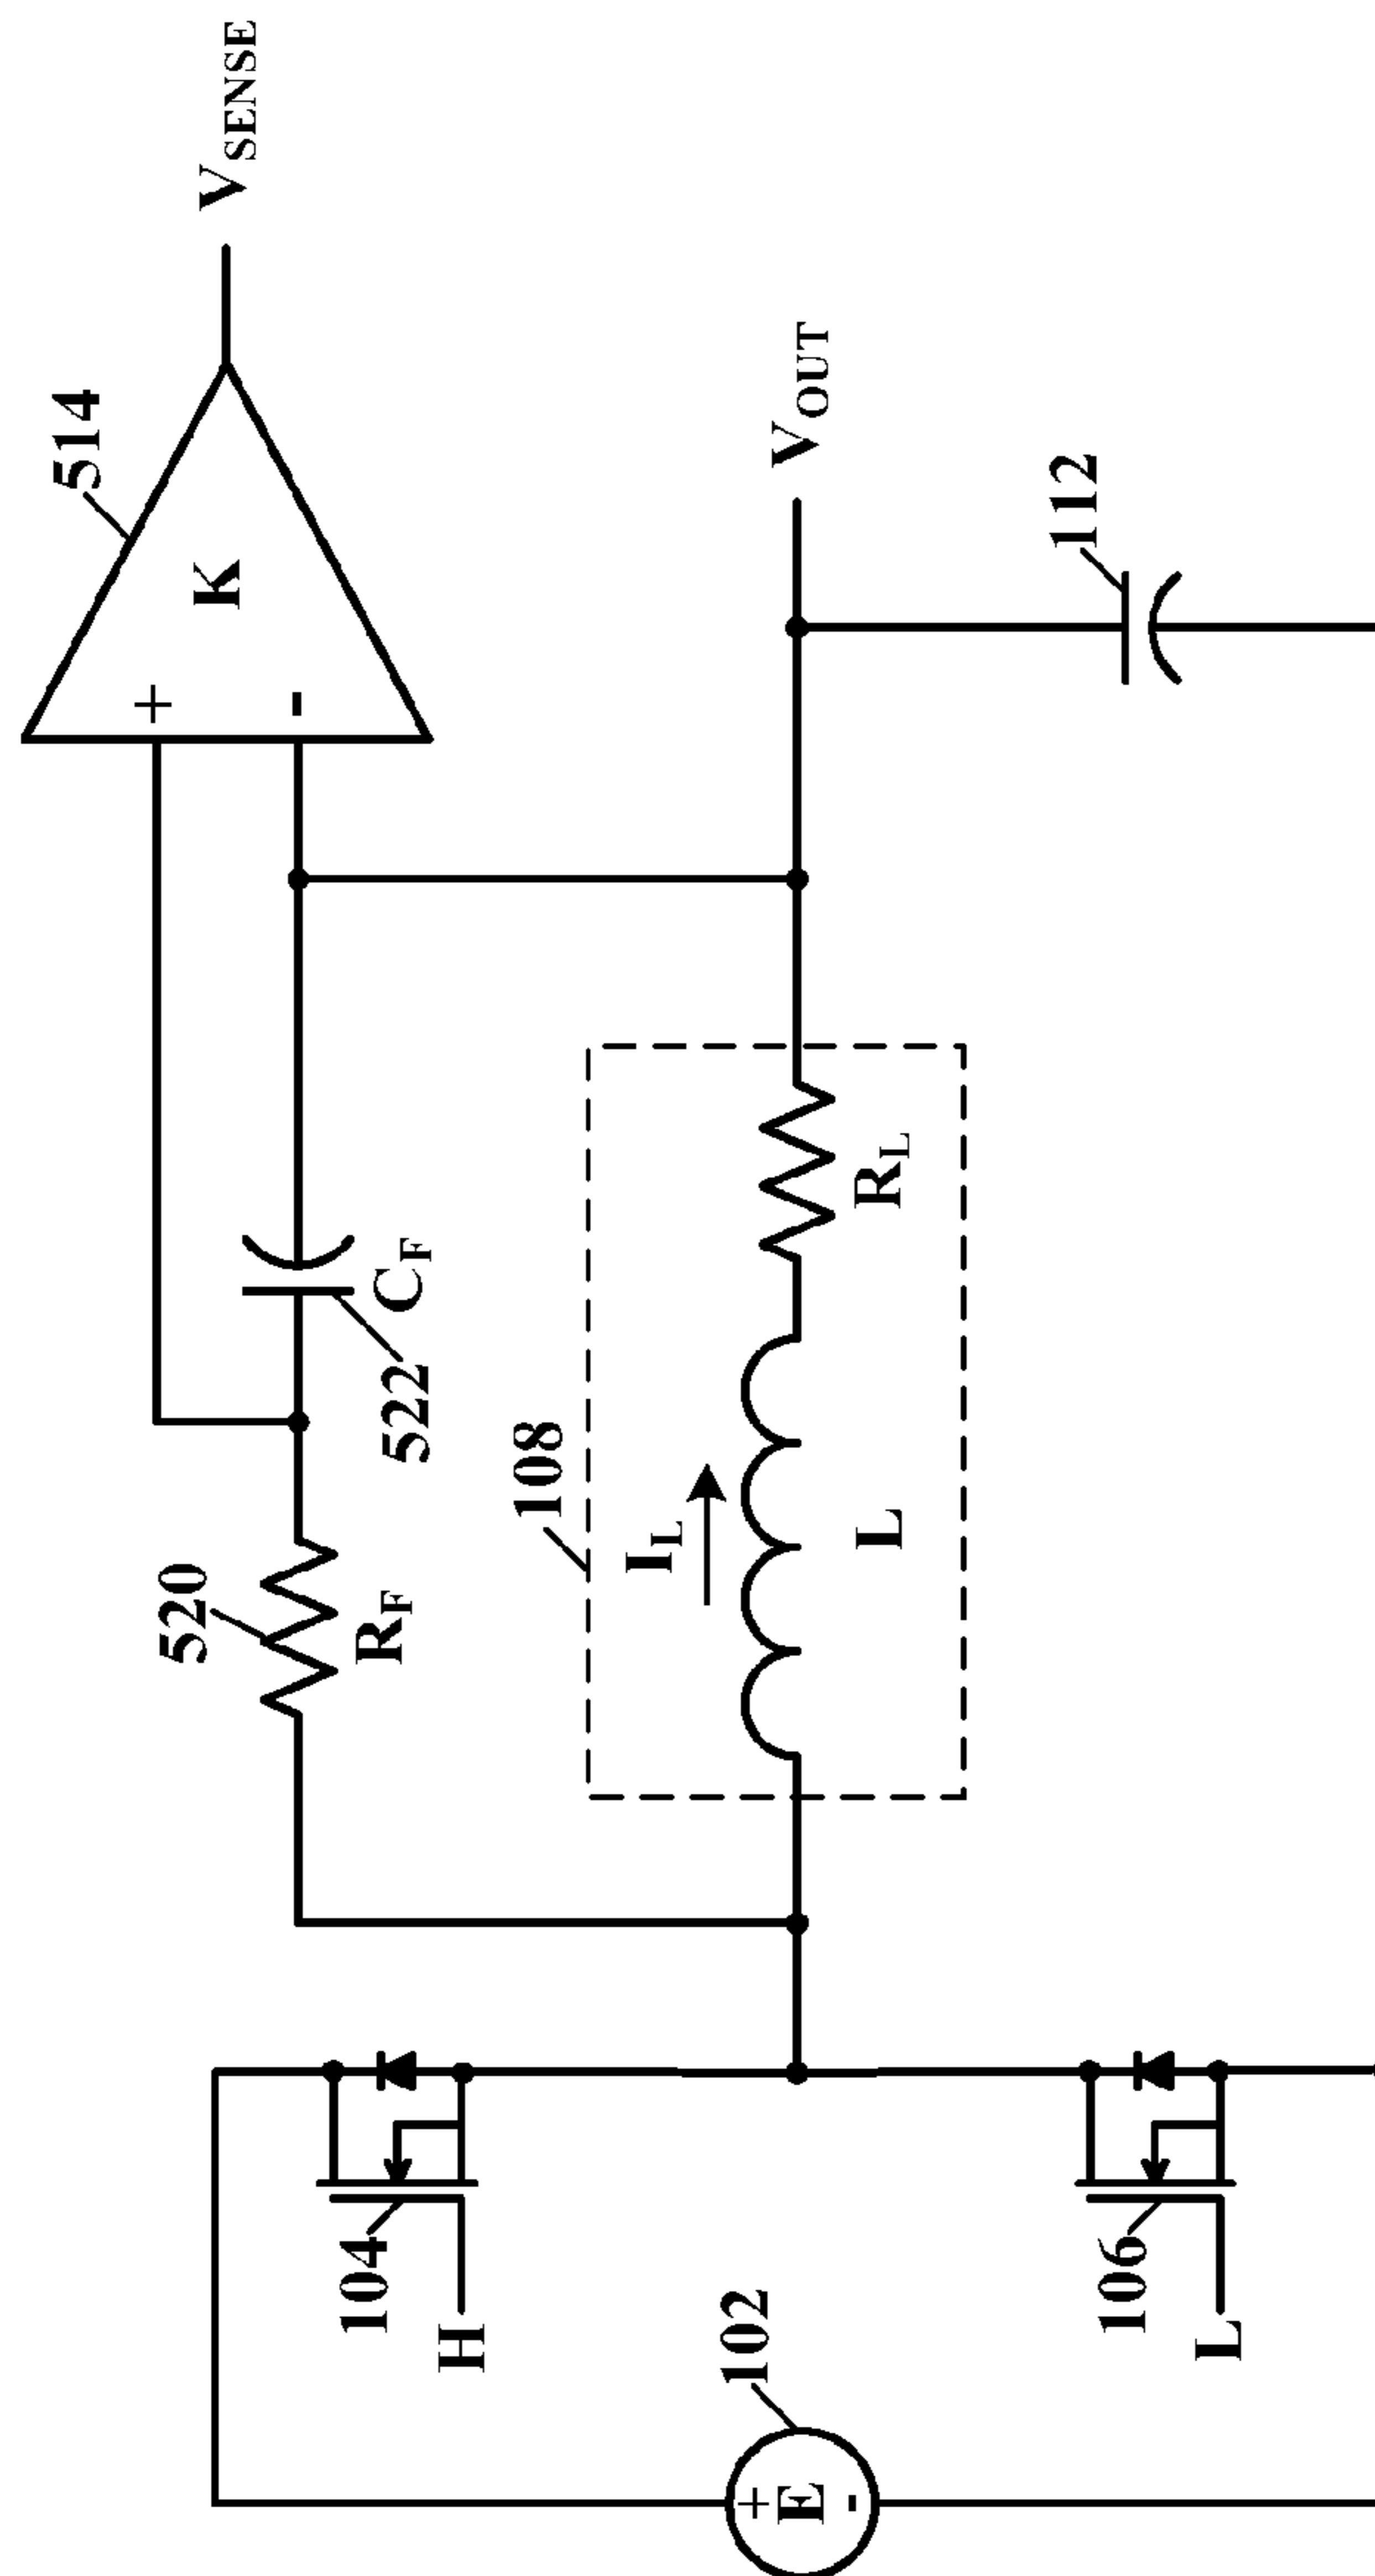 514
V_SENSE
+
K
-
520
R_F
522
C_F
108
I_L
L
R_L
V_OUT
112
104
H
102
+
E
-
106
L